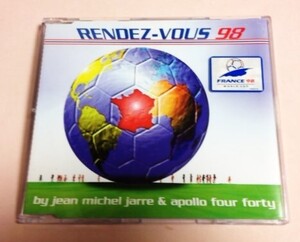 RENDEZ-VOUS 98
FRANCE 98
by jean michel jarre & apollo four forty